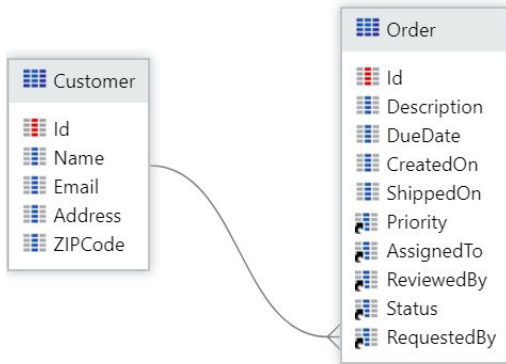 Customer
Id
Name
Email
Address
ZIPCode
Order
Id
Description
DueDate
CreatedOn
ShippedOn
Priority
AssignedTo
ReviewedBy
Status
RequestedBy